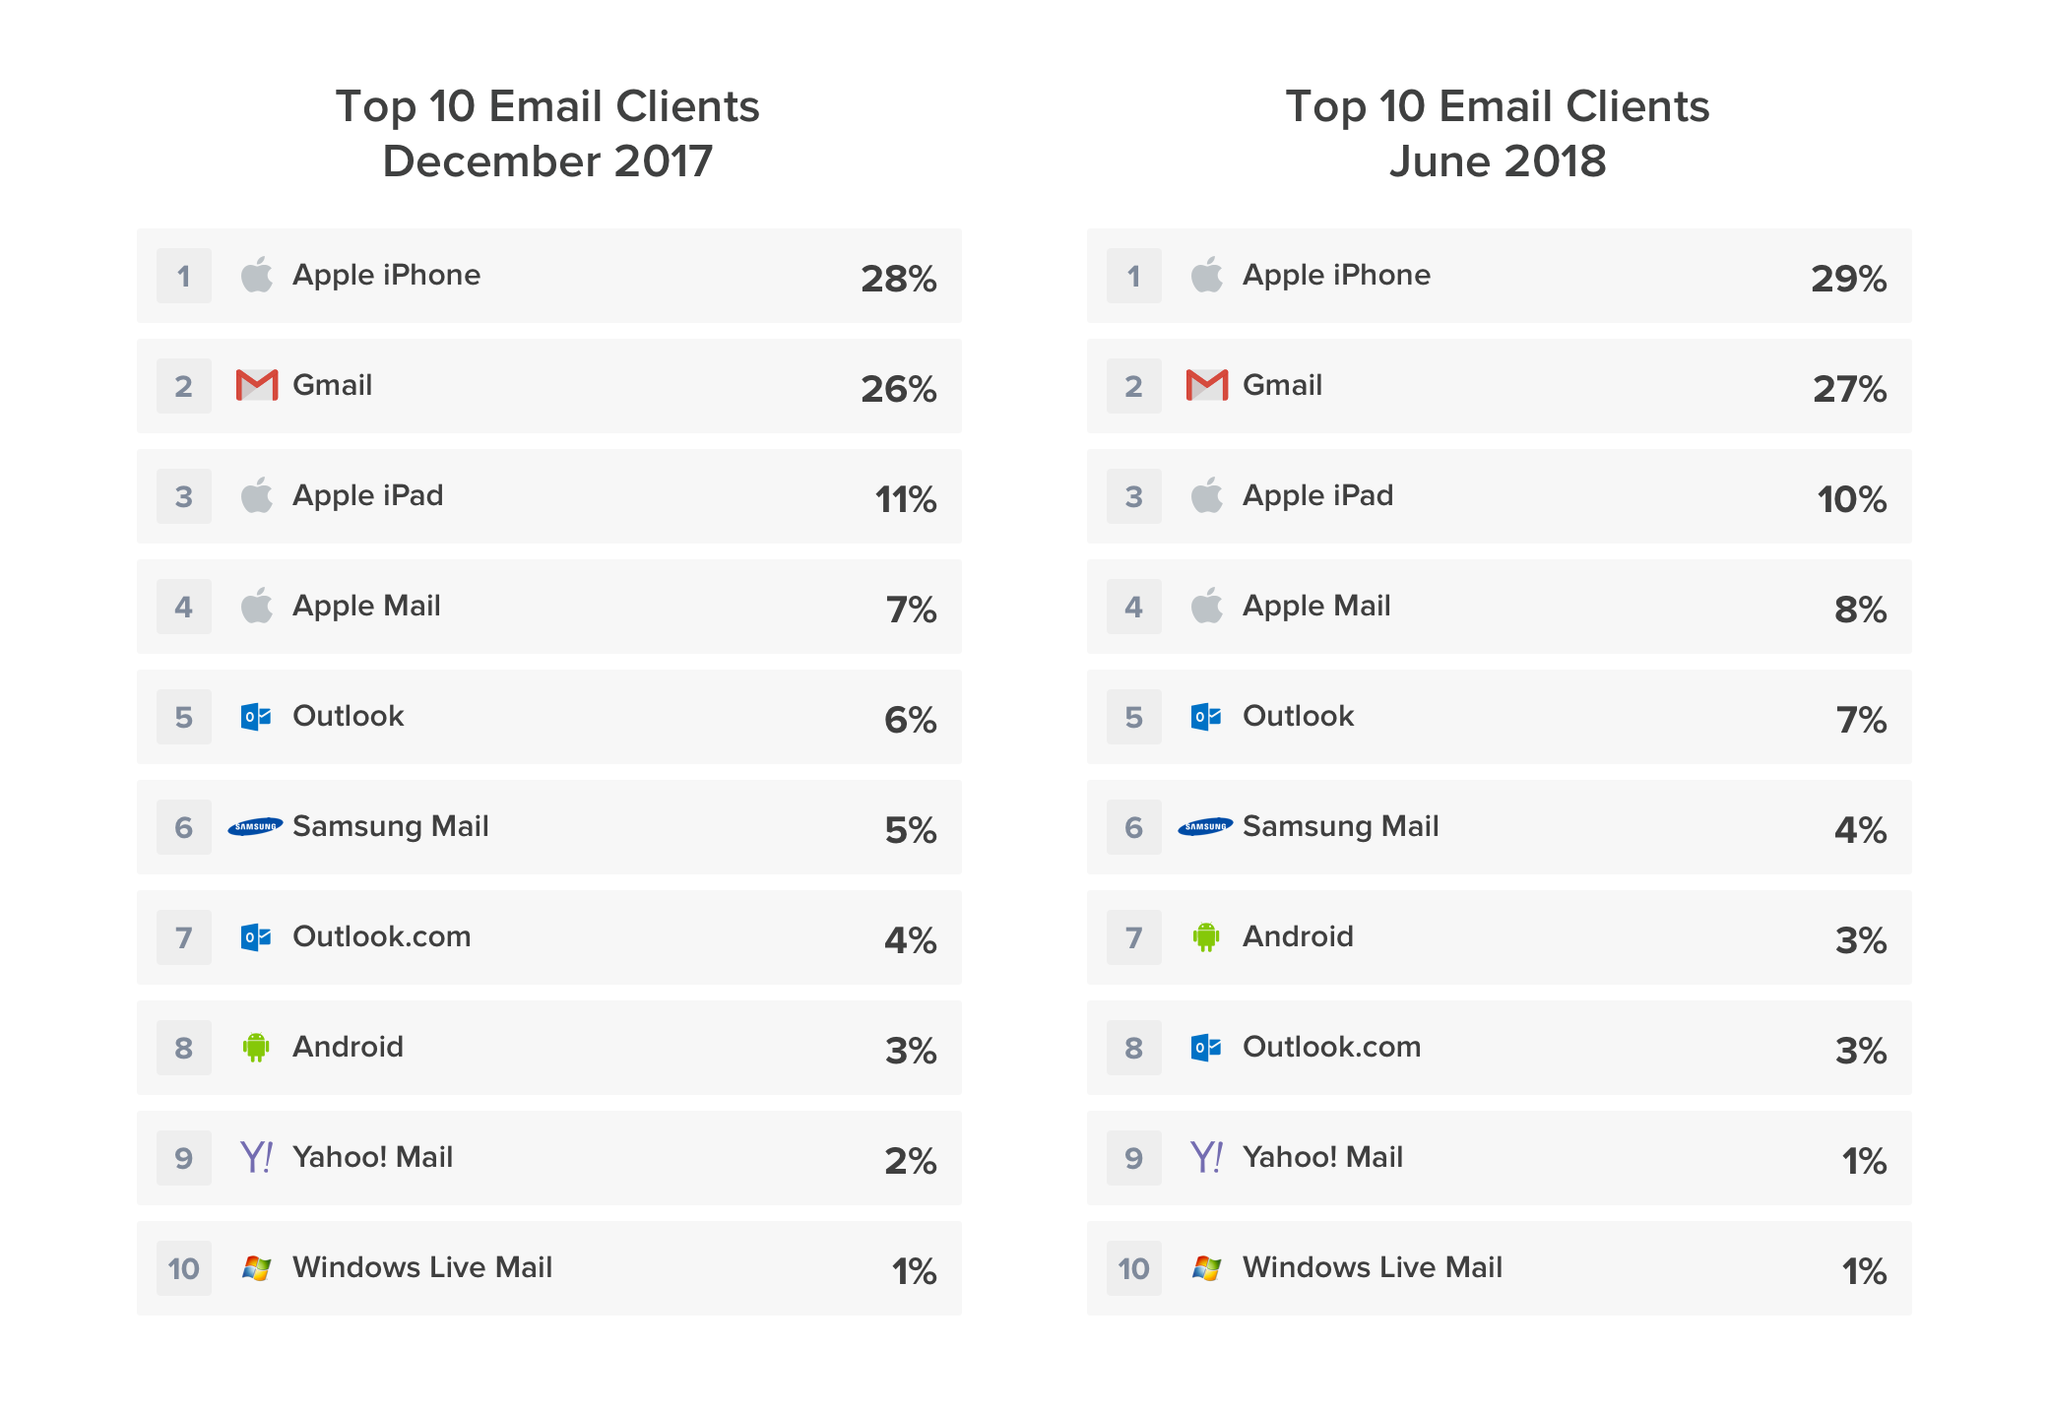 Top 10 Email Clients
December 2017
1 Apple iPhone 28%
2 Gmail 26%
3 Apple iPad 11%
4 Apple Mail 7%
5 Outlook 6%
6 SAMSUNG Samsung Mail 5%
7 Outlook.com 4%
8 Android 3%
9 Y! Yahoo! Mail 2%
10 Windows Live Mail 1%
Top 10 Email Clients
June 2018
1 Apple iPhone 29%
2 Gmail 27%
3 Apple iPad 10%
4 Apple Mail 8%
5 Outlook 7%
6 SAMSUNG Samsung Mail 4%
7 Android 3%
8 Outlook.com 3%
9 Y! Yahoo! Mail 1%
10 Windows Live Mail 1%